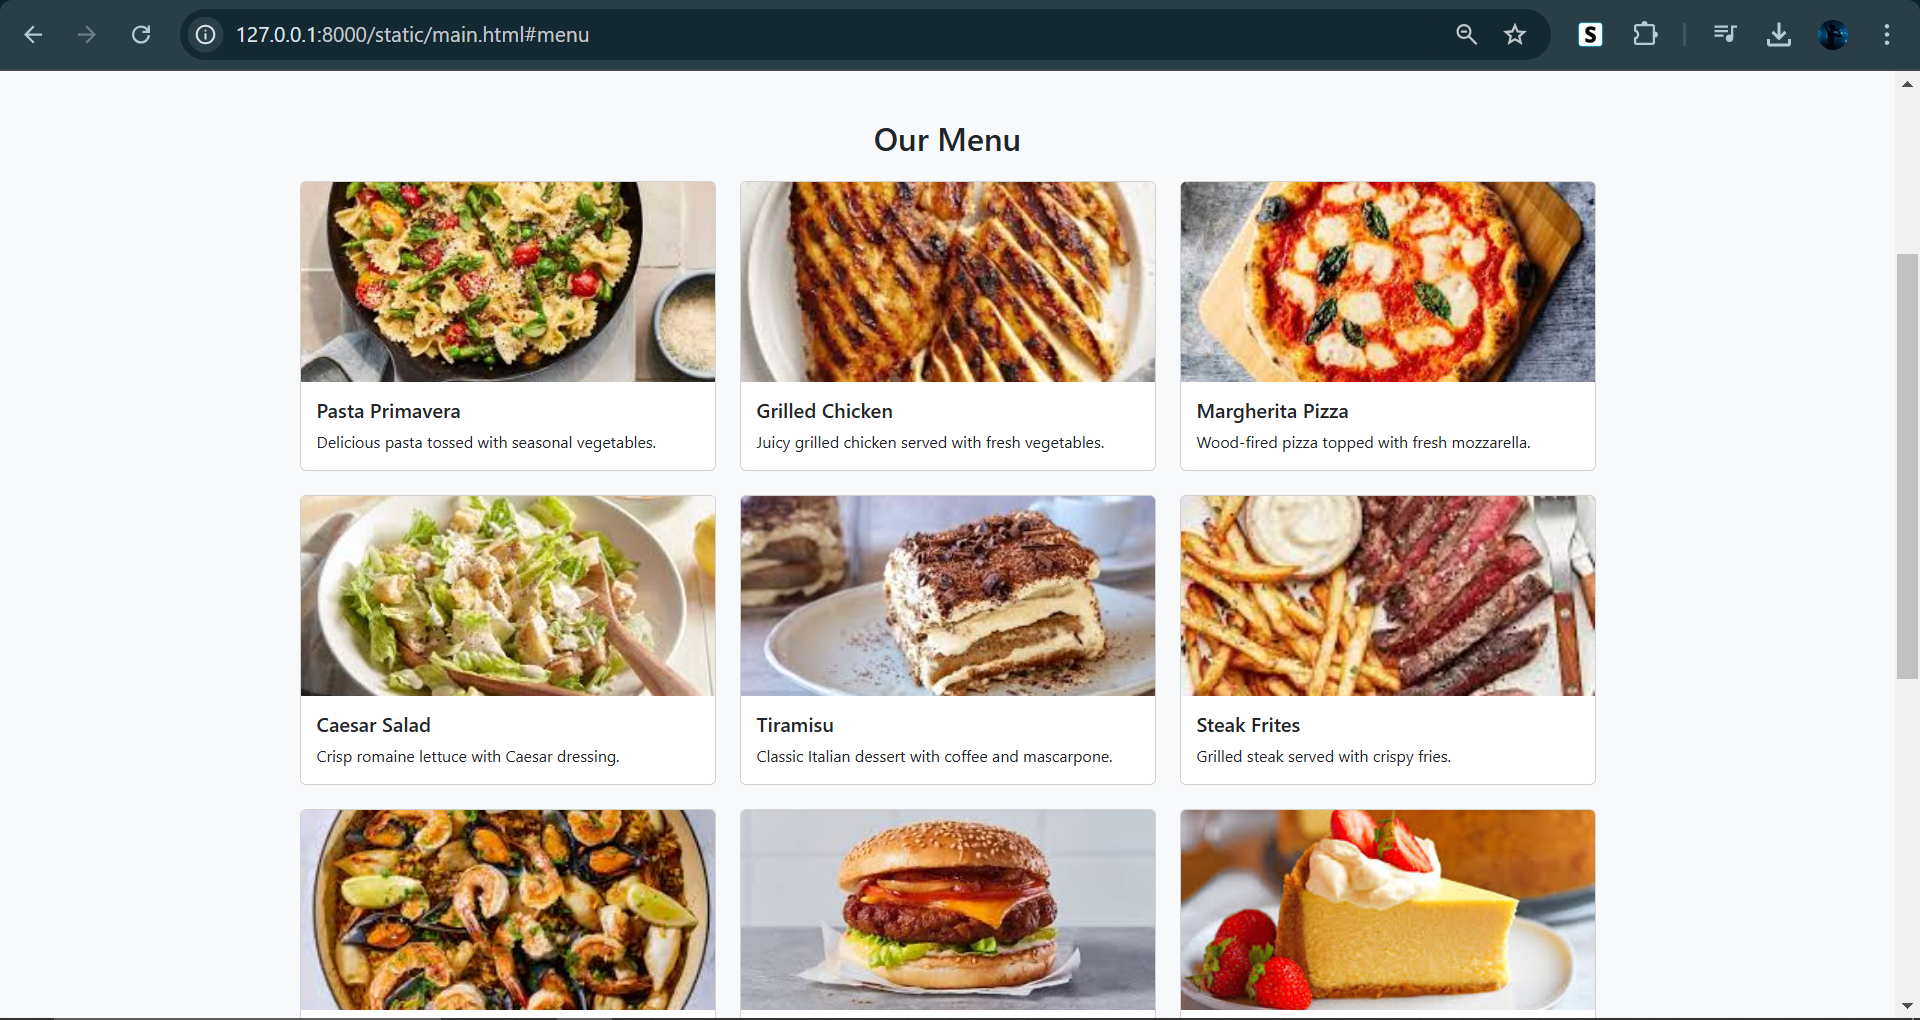 127.0.0.1:8000/static/main.html#menu
S
Our Menu
Pasta Primavera
Delicious pasta tossed with seasonal vegetables.
Grilled Chicken
Juicy grilled chicken served with fresh vegetables.
Margherita Pizza
Wood-fired pizza topped with fresh mozzarella.
Caesar Salad
Crisp romaine lettuce with Caesar dressing.
Tiramisu
Classic Italian dessert with coffee and mascarpone.
Steak Frites
Grilled steak served with crispy fries.